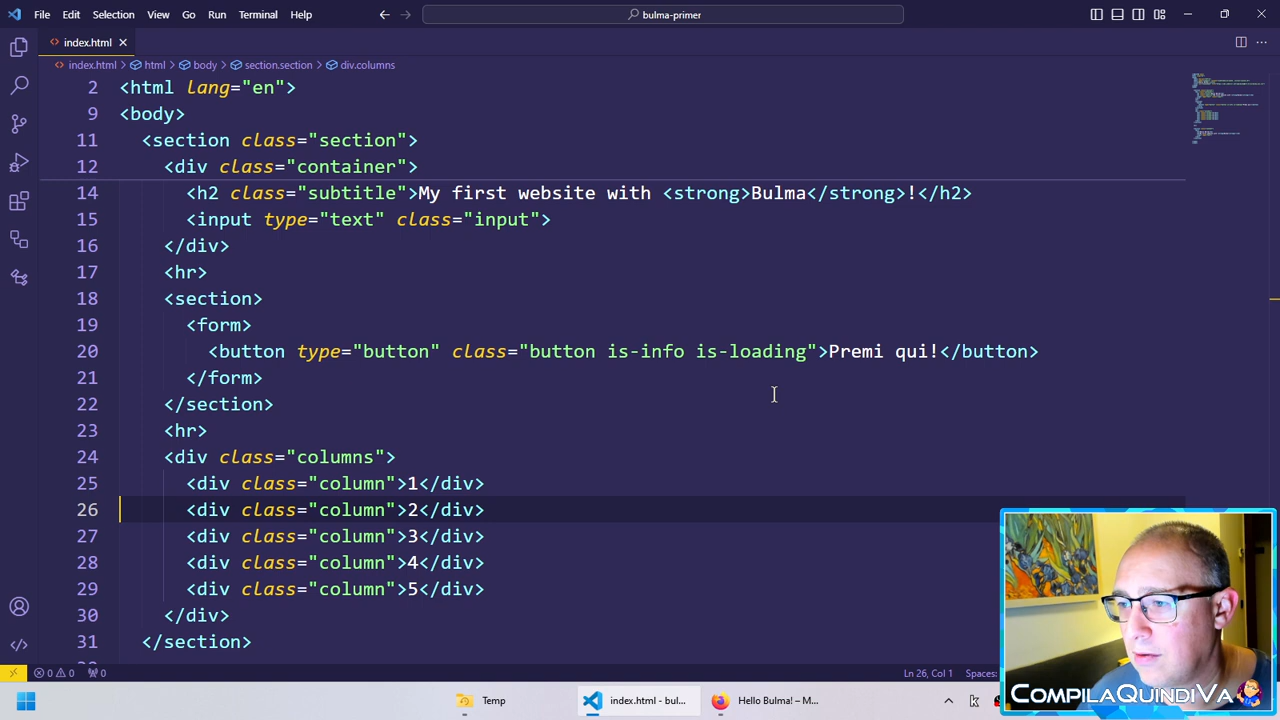 File Edit Selection View Go Run Terminal Help
bulma-primer
index.html
index.html > html > body > section.section > div.columns
2 <html lang="en">
9 <body>
11 <section class="section">
12 <div class="container">
14 <h2 class="subtitle">My first website with <strong>Bulma</strong>!</h2>
15 <input type="text" class="input">
16 </div>
17 <hr>
18 <section>
19 <form>
20 <button type="button" class="button is-info is-loading">Premi qui!</button>
21 </form>
22 </section>
23 <hr>
24 <div class="columns">
25 <div class="column">1</div>
26 <div class="column">2</div>
27 <div class="column">3</div>
28 <div class="column">4</div>
29 <div class="column">5</div>
30 </div>
31 </section>
0 0 0
Ln 26, Col 1 Spaces:
CompilaQuindiVa
Temp
index.html - bul...
Hello Bulma! – M...